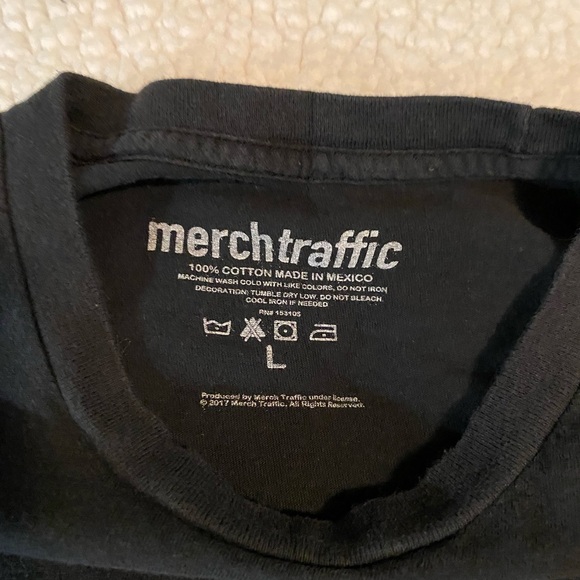 merchtraffic
100% COTTON MADE IN MEXICO
MACHINE WASH COLD WITH LIKE COLORS, DO NOT IRON
DECORATION: TUMBLE DRY LOW. DO NOT BLEACH.
COOL IRON IF NEEDED
RN# 153105
L
Produced by Merch Traffic under license.
© 2017 Merch Traffic, All Rights Reserved.